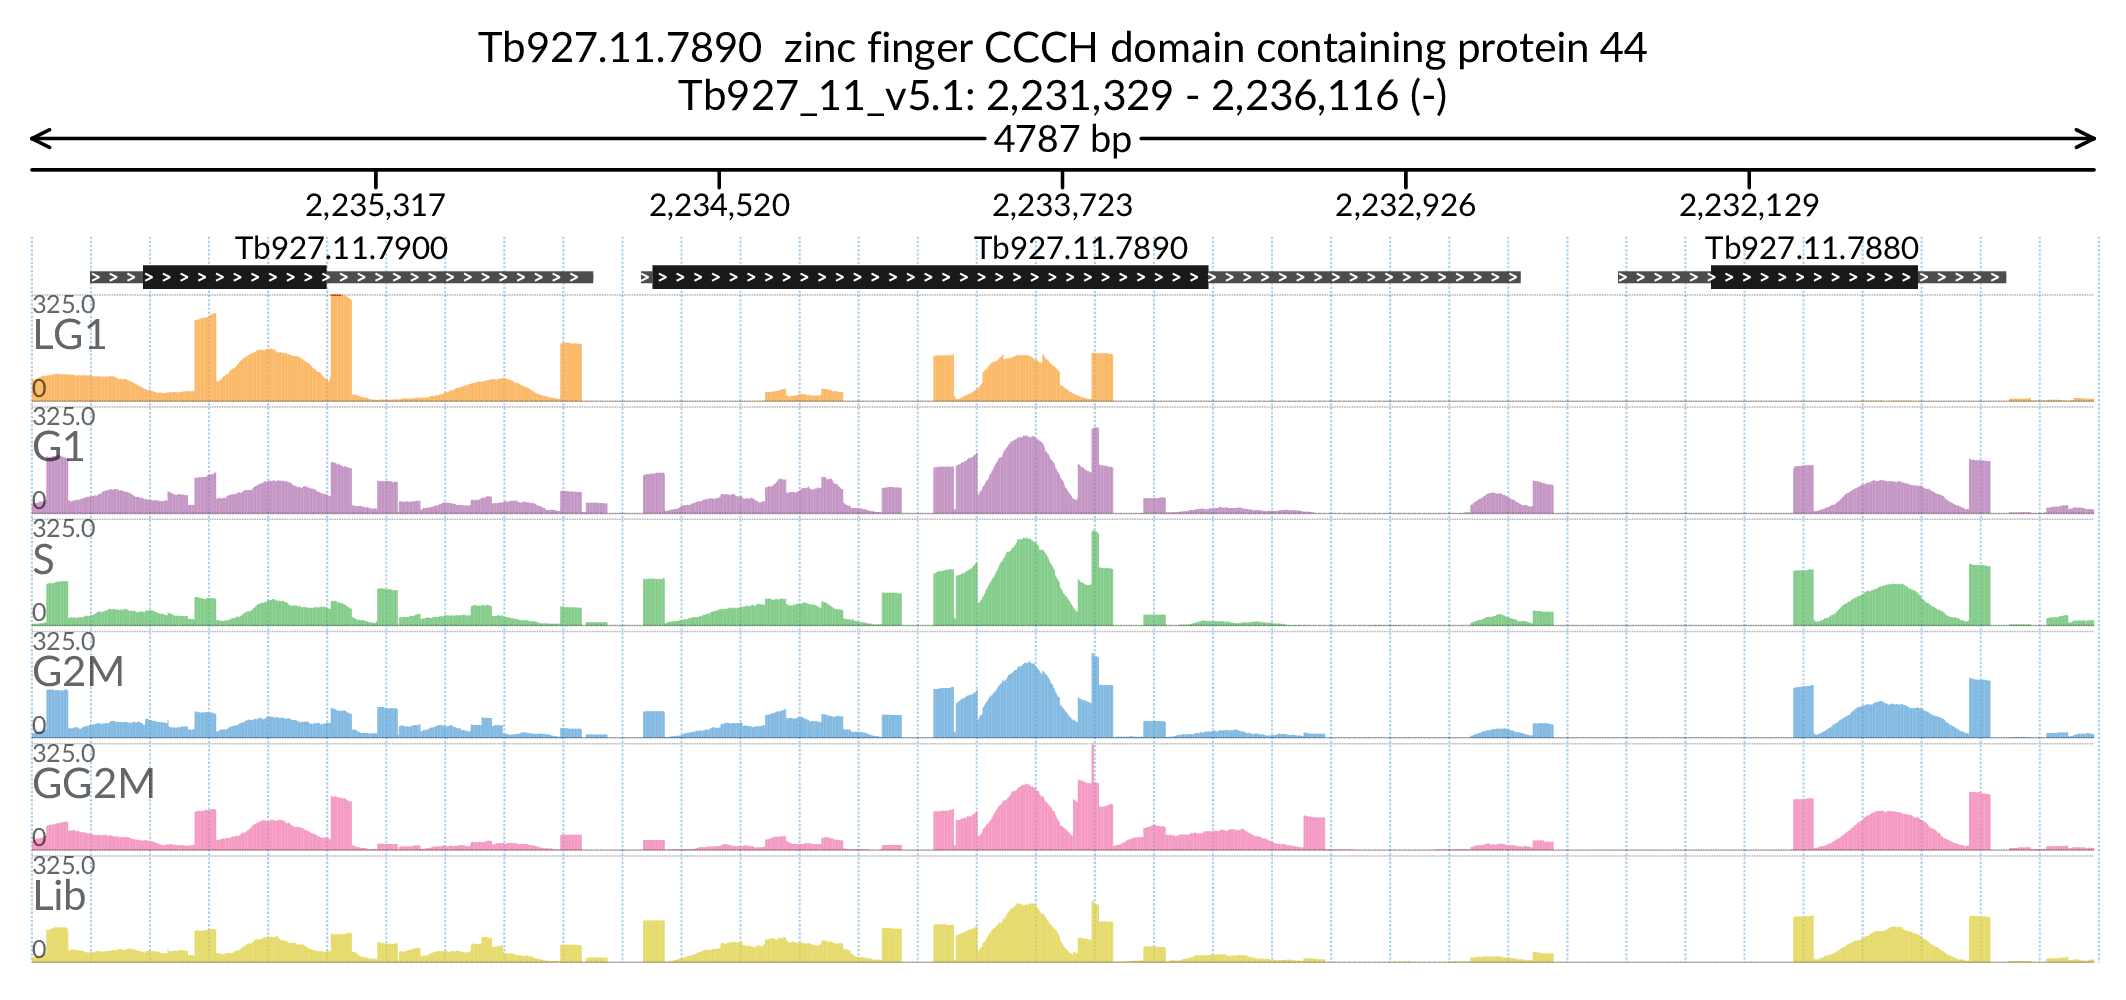 Tb927.11.7890  zinc finger CCCH domain containing protein 44
Tb927_11_v5.1: 2,231,329 - 2,236,116 (-)
4787 bp
2,235,317 2,234,520 2,233,723 2,232,926 2,232,129
Tb927.11.7900 Tb927.11.7890 Tb927.11.7880
325.0
LG1
0
325.0
G1
0
325.0
S
0
325.0
G2M
0
325.0
GG2M
0
325.0
Lib
0